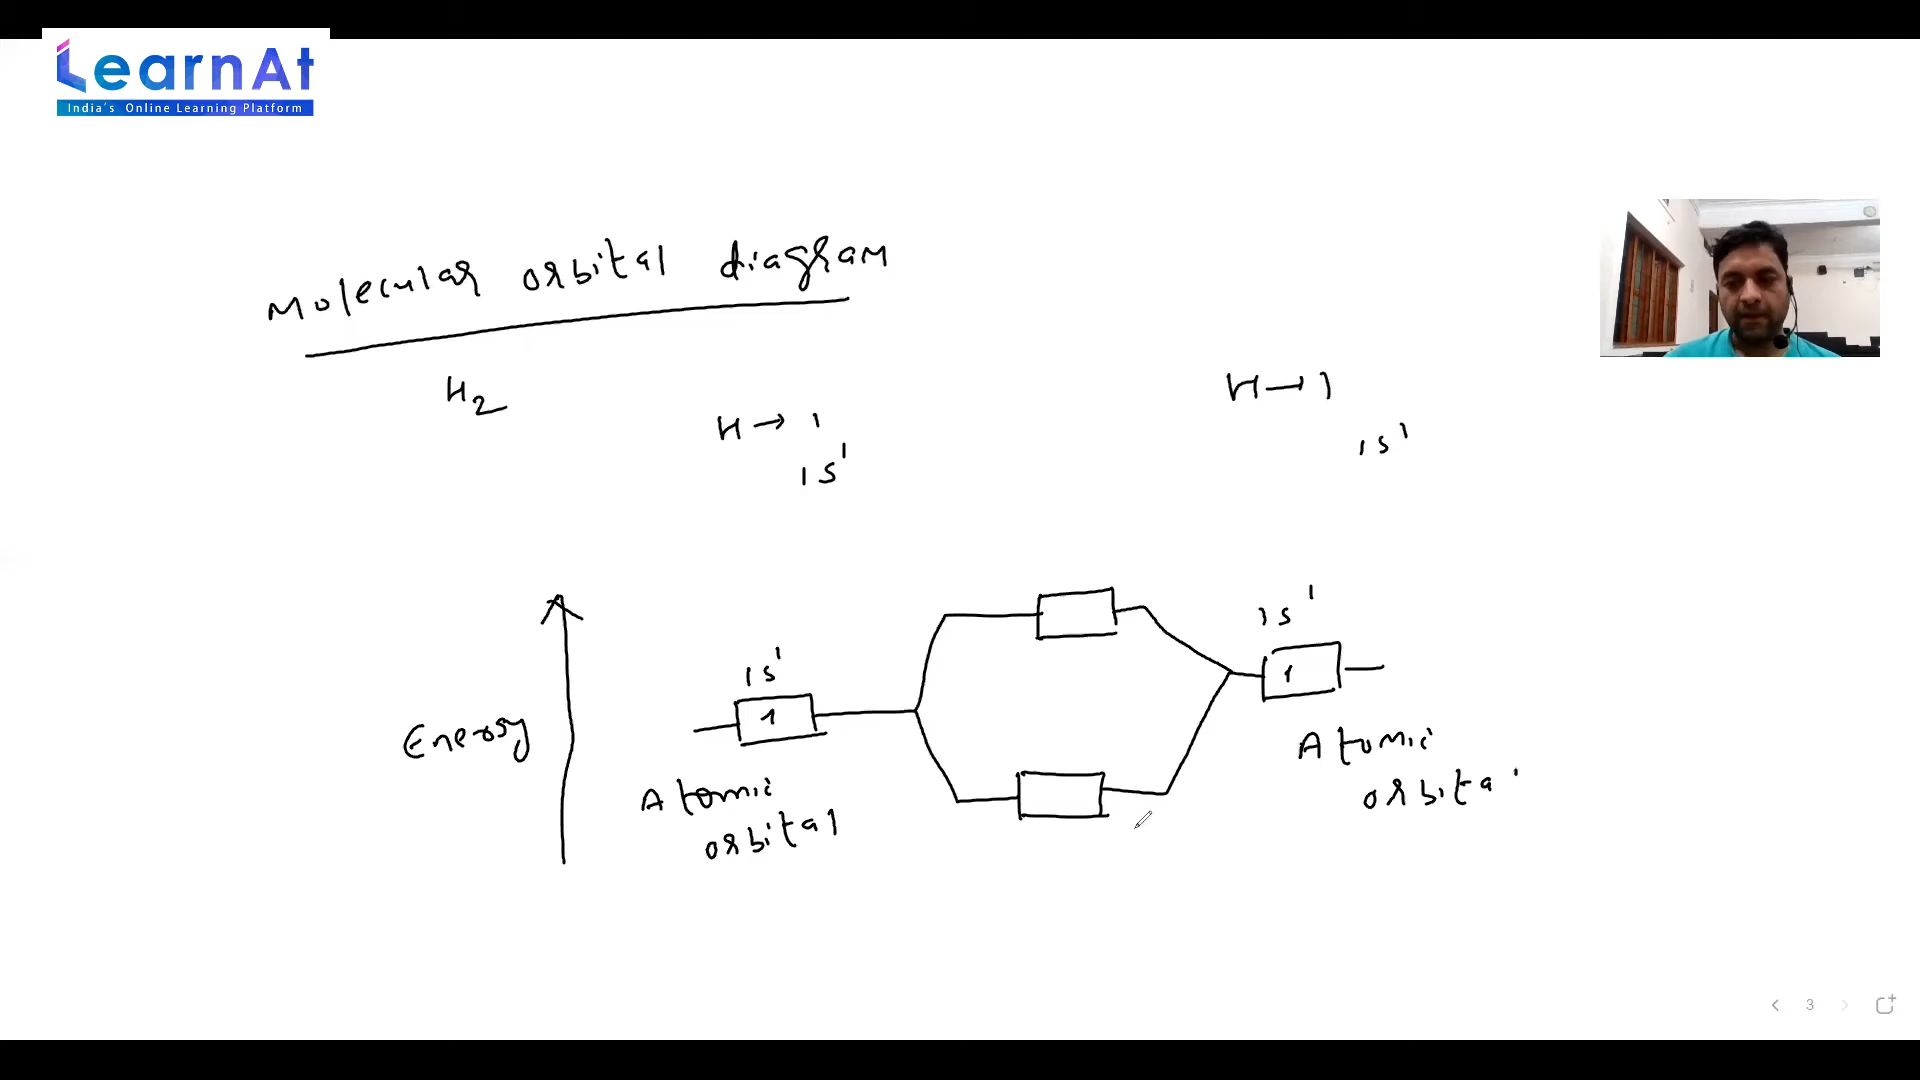 LearnAt
India's Online Learning Platform
Molecular orbital diagram
H2
H → 1
1s¹
H → 1
1s¹
Energy
1s¹
1
Atomic
orbital
1s¹
1
Atomic
orbita
3